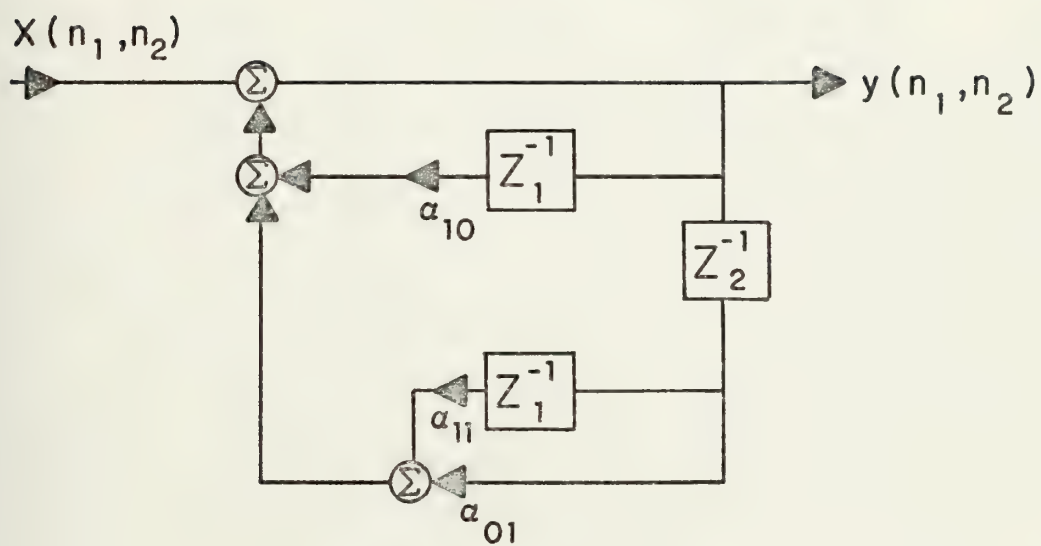 X(n₁,n₂)
Σ
y(n₁,n₂)
Σ
Z₁⁻¹
α₁₀
Z₂⁻¹
Z₁⁻¹
α₁₁
Σ
α₀₁